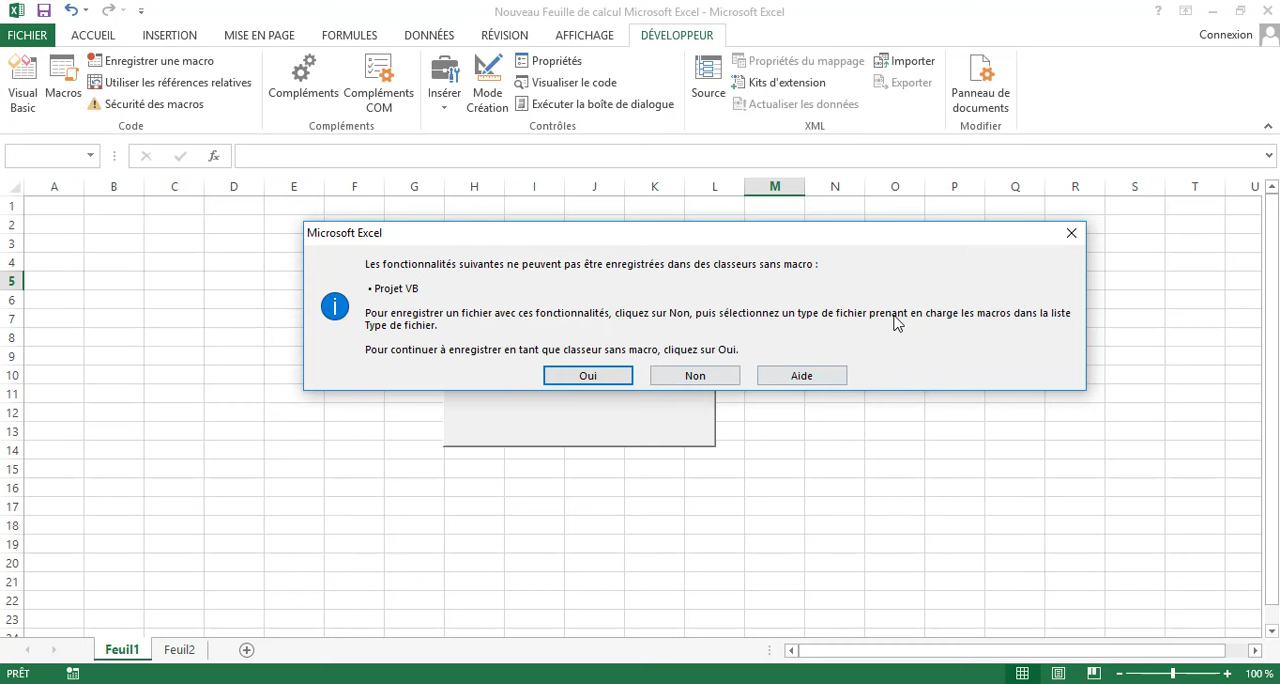 Nouveau Feuille de calcul Microsoft Excel - Microsoft Excel
FICHIER ACCUEIL INSERTION MISE EN PAGE FORMULES DONNÉES RÉVISION AFFICHAGE DÉVELOPPEUR Connexion
Visual Basic
Macros
Enregistrer une macro
Utiliser les références relatives
Sécurité des macros
Code
Compléments
Compléments COM
Compléments
Insérer
Mode Création
Propriétés
Visualiser le code
Exécuter la boîte de dialogue
Contrôles
Source
Propriétés du mappage
Kits d'extension
Actualiser les données
Importer
Exporter
XML
Panneau de documents
Modifier
fx
A B C D E F G H I J K L M N O P Q R S T U
1
2
3
4
5
6
7
8
9
10
11
12
13
14
15
16
17
18
19
20
21
22
23
Microsoft Excel
Les fonctionnalités suivantes ne peuvent pas être enregistrées dans des classeurs sans macro :
• Projet VB
Pour enregistrer un fichier avec ces fonctionnalités, cliquez sur Non, puis sélectionnez un type de fichier prenant en charge les macros dans la liste
Type de fichier.
Pour continuer à enregistrer en tant que classeur sans macro, cliquez sur Oui.
Oui Non Aide
Feuil1 Feuil2
PRÊT 100 %